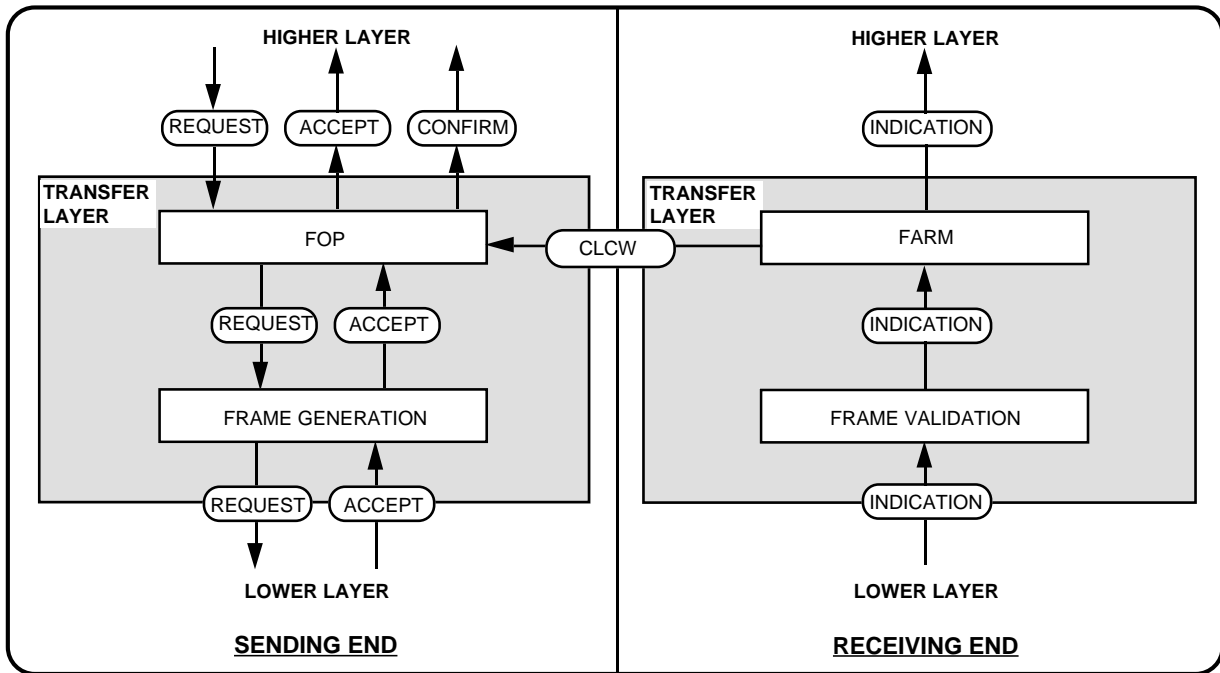 HIGHER LAYER
REQUEST
ACCEPT
CONFIRM
TRANSFER
LAYER
FOP
CLCW
REQUEST
ACCEPT
FRAME GENERATION
REQUEST
ACCEPT
LOWER LAYER
SENDING END
HIGHER LAYER
INDICATION
TRANSFER
LAYER
FARM
INDICATION
FRAME VALIDATION
INDICATION
LOWER LAYER
RECEIVING END